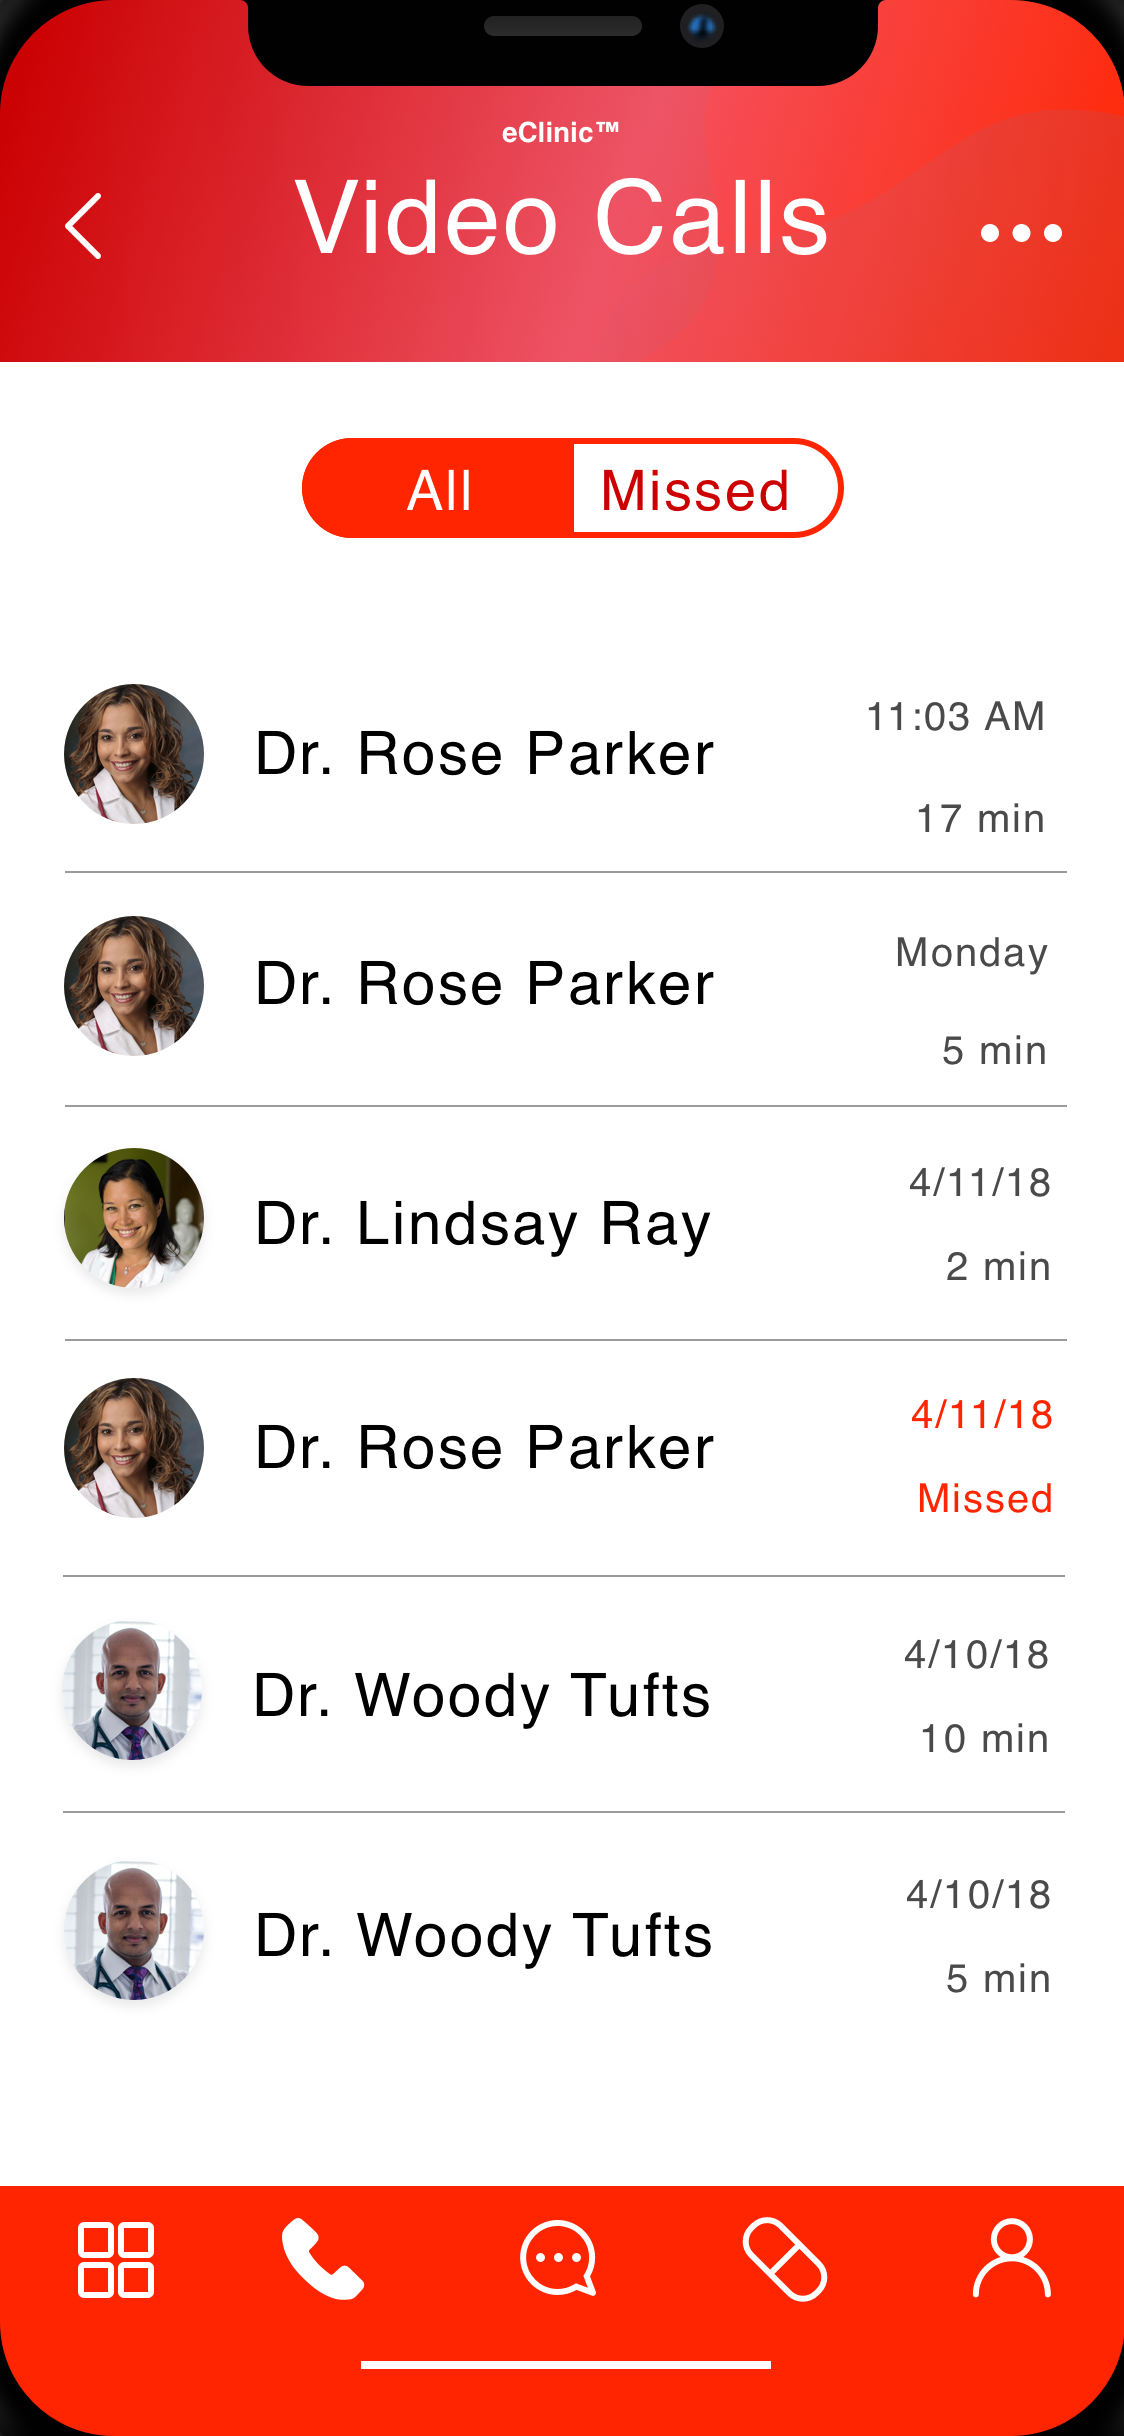 eClinic™
Video Calls
All
Missed
Dr. Rose Parker
11:03 AM
17 min
Dr. Rose Parker
Monday
5 min
Dr. Lindsay Ray
4/11/18
2 min
Dr. Rose Parker
4/11/18
Missed
Dr. Woody Tufts
4/10/18
10 min
Dr. Woody Tufts
4/10/18
5 min